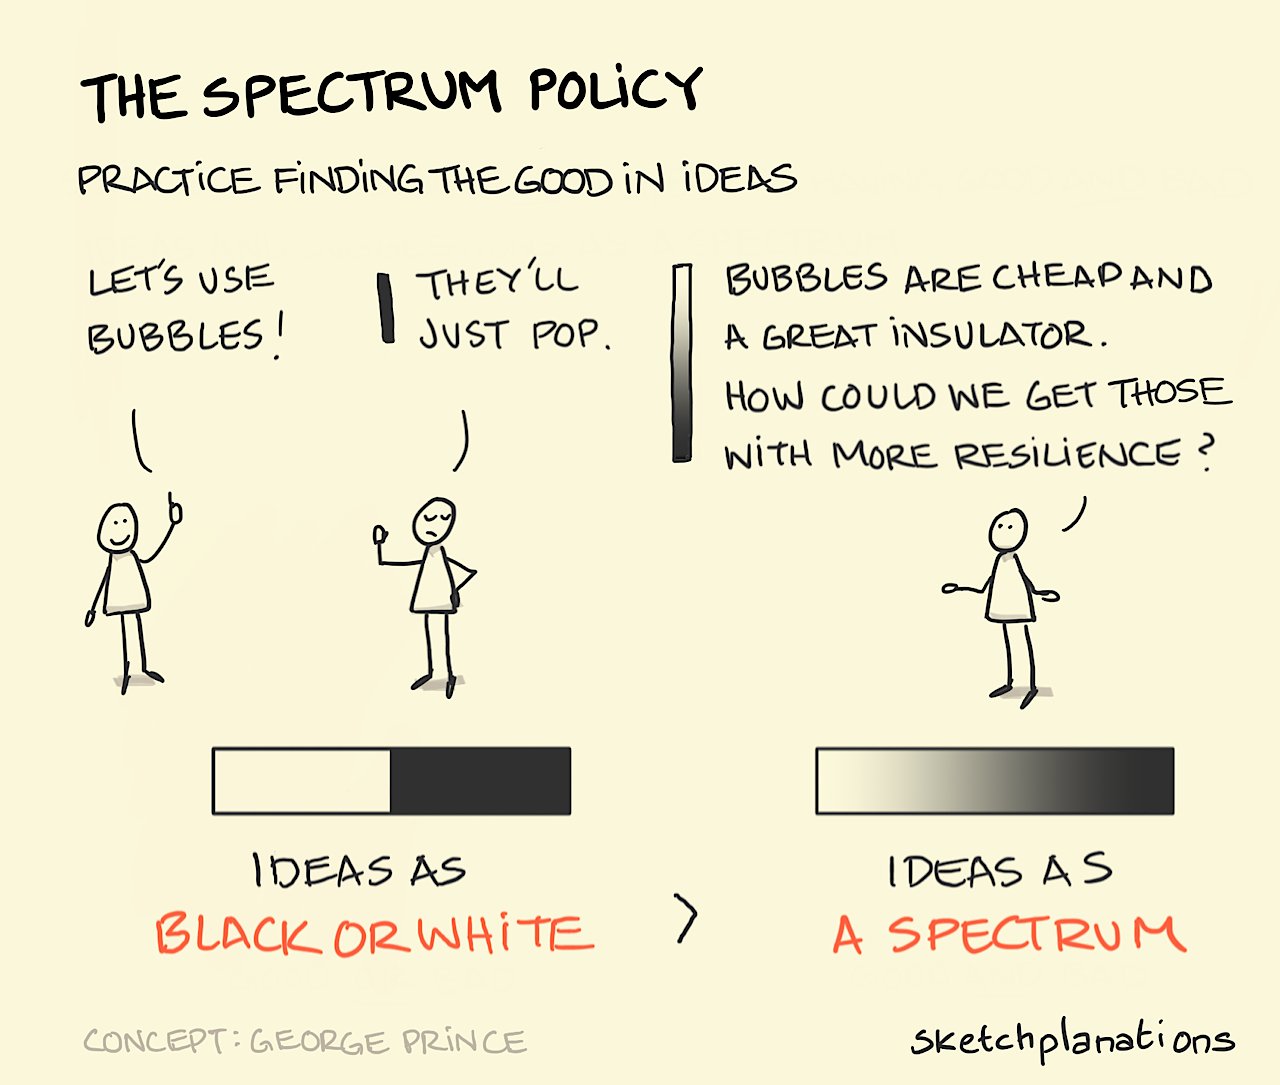 THE SPECTRUM POLiCY
PRACTiCE FiNDiNG THE GOOD iN iDEAS
LET'S USE
BUBBLES!
THEY'LL
JUST POP.
BUBBLES ARE CHEAP AND
A GREAT iNSULATOR.
HOW COULD WE GET THOSE
WiTH MORE RESiLiENCE?
IDEAS AS
BLACK OR WHiTE
>
IDEAS AS
A SPECTRUM
CONCEPT: GEORGE PRiNCE
sketchplanations